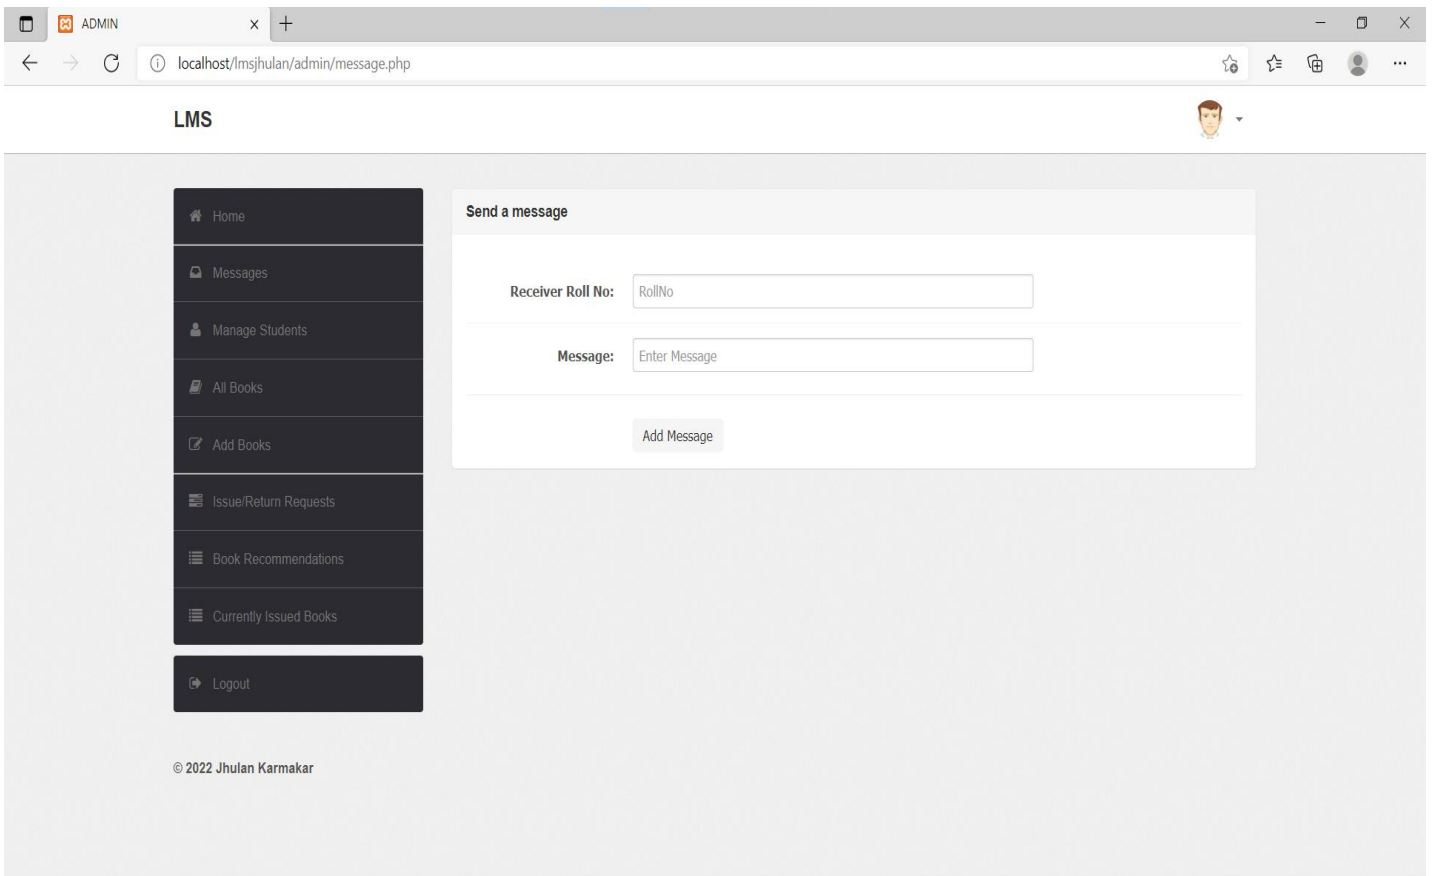 ADMIN
localhost/lmsjhulan/admin/message.php
LMS
Home
Messages
Manage Students
All Books
Add Books
Issue/Return Requests
Book Recommendations
Currently Issued Books
Logout
Send a message
Receiver Roll No: RollNo
Message: Enter Message
Add Message
© 2022 Jhulan Karmakar